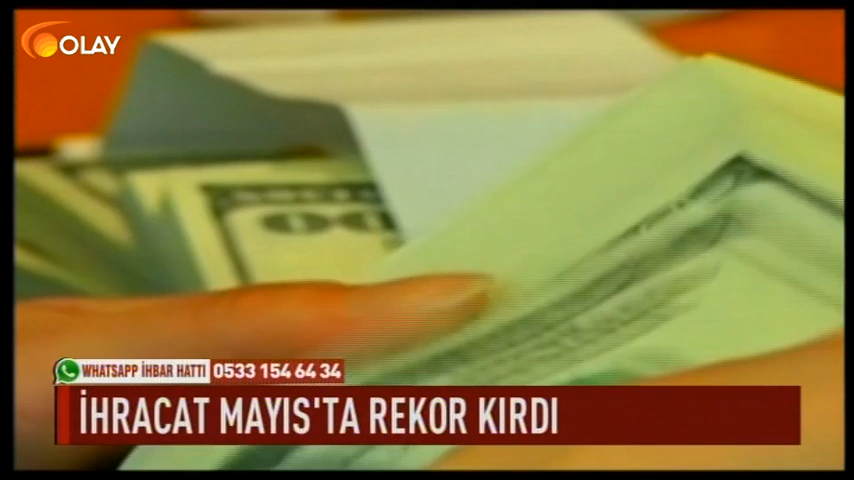 OLAY
WHATSAPP İHBAR HATTI 0533 154 64 34
İHRACAT MAYIS'TA REKOR KIRDI